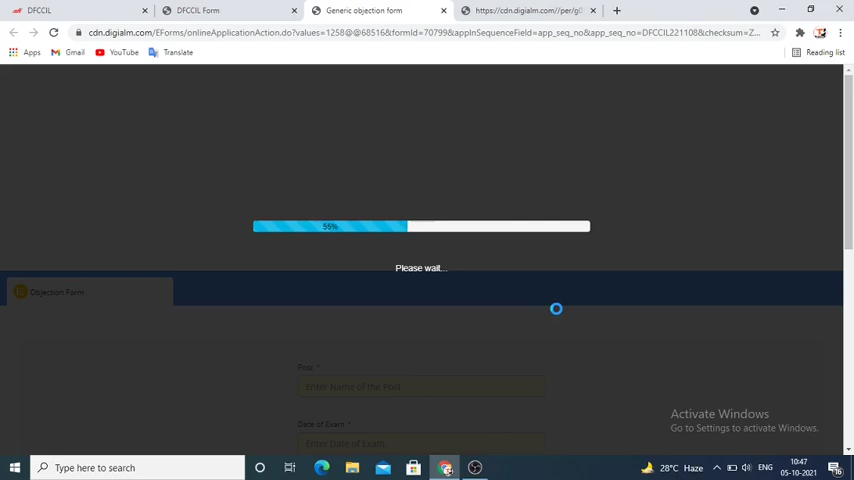 DFCCIL
DFCCIL Form
Generic objection form
https://cdn.digialm.com//per/g0
cdn.digialm.com/EForms/onlineApplicationAction.do?values=1258@@68516&formId=70799&appInSequenceField=app_seq_no&app_seq_no=DFCCIL221108&checksum=Z...
Apps Gmail YouTube Translate Reading list
55%
Please wait...
Objection Form
Post *
Enter Name of the Post
Date of Exam *
Enter Date of Exam
Activate Windows
Go to Settings to activate Windows.
Type here to search
28°C Haze
ENG
10:47
05-10-2021
16